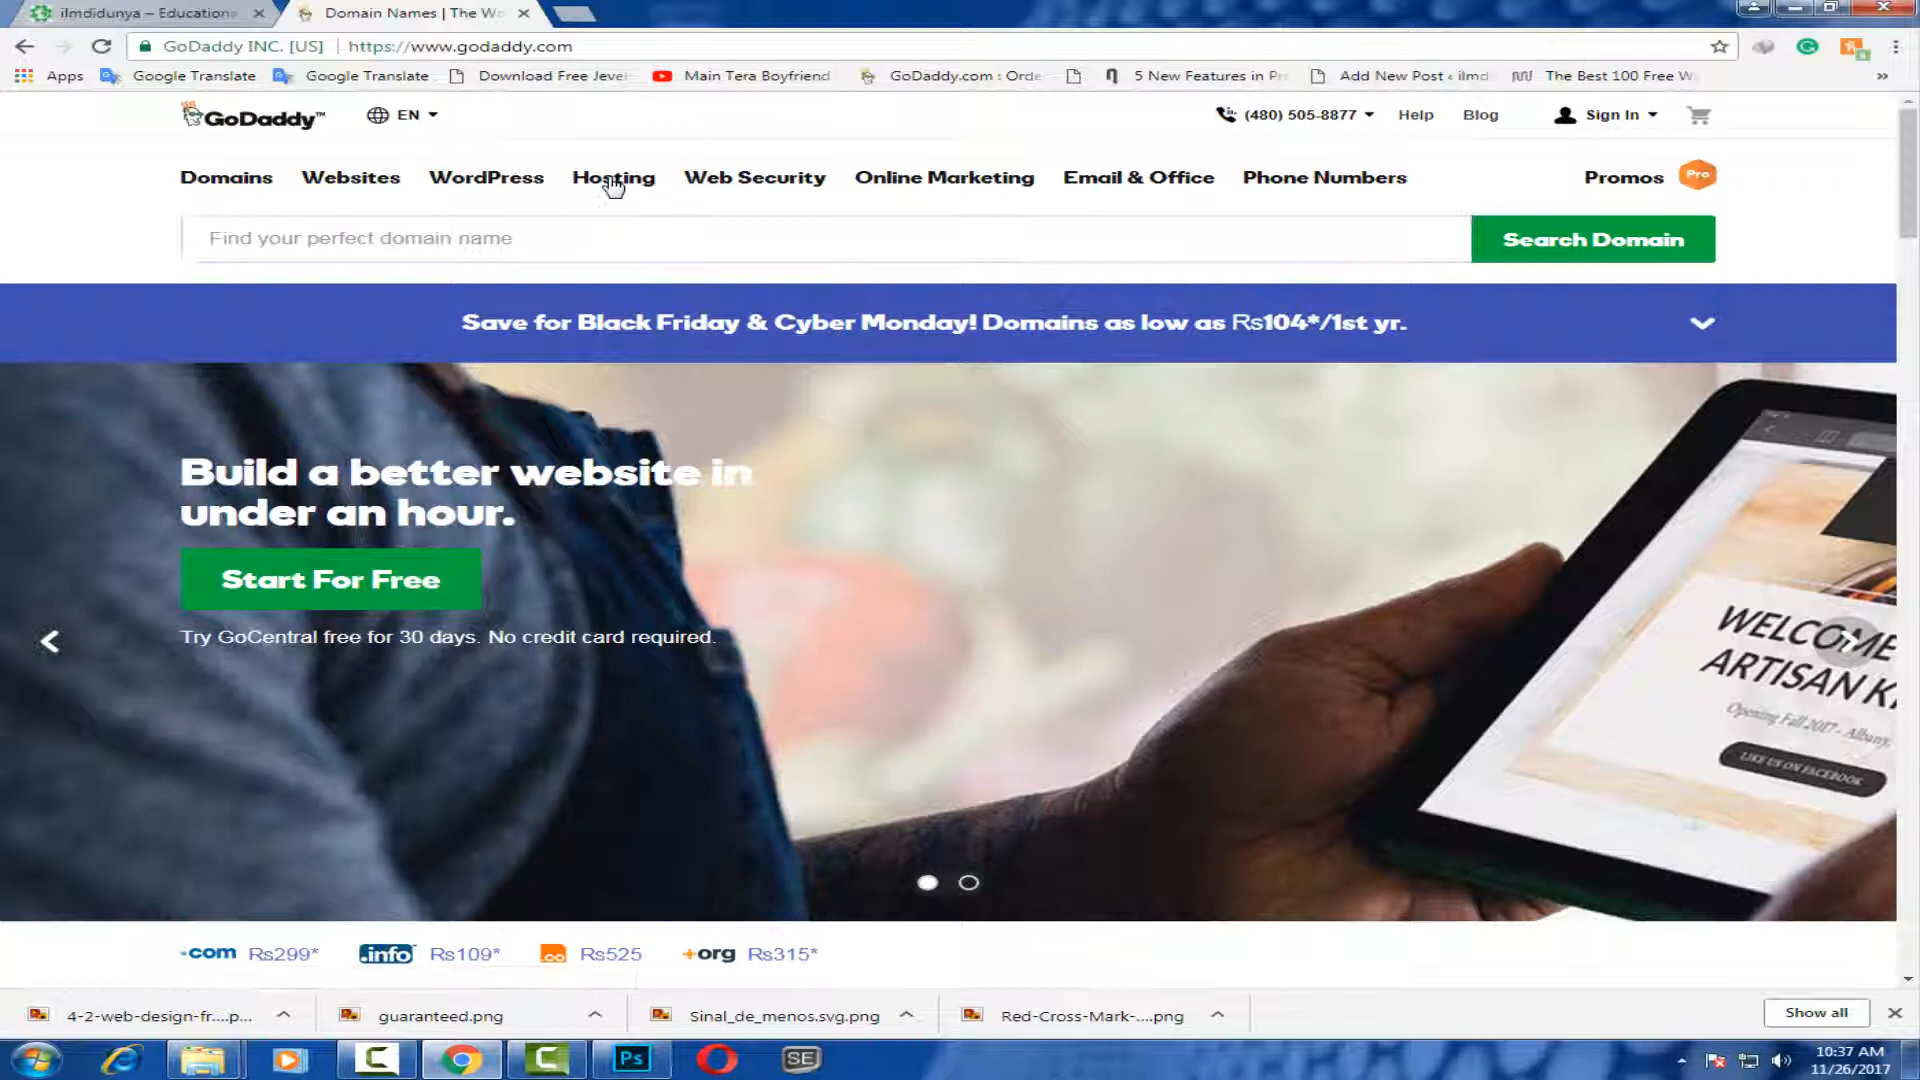 ilmdidunya – Educationa
Domain Names | The Wo
GoDaddy INC. [US] | https://www.godaddy.com
Apps Google Translate Google Translate Download Free Jevel Main Tera Boyfriend GoDaddy.com : Orde 5 New Features in Pr Add New Post ‹ ilmd The Best 100 Free W »
GoDaddy™ EN (480) 505-8877 Help Blog Sign In
Domains Websites WordPress Hosting Web Security Online Marketing Email & Office Phone Numbers Promos Pro
Find your perfect domain name Search Domain
Save for Black Friday & Cyber Monday! Domains as low as Rs104*/1st yr.
Build a better website in
under an hour.
Start For Free
Try GoCentral free for 30 days. No credit card required.
WELCOME
ARTISAN K
Opening Fall 2017 - Albany,
LIKE US ON FACEBOOK
.com Rs299* .info Rs109* .co Rs525 .org Rs315*
4-2-web-design-fr....p... guaranteed.png Sinal_de_menos.svg.png Red-Cross-Mark-....png Show all
Ps SE
10:37 AM
11/26/2017